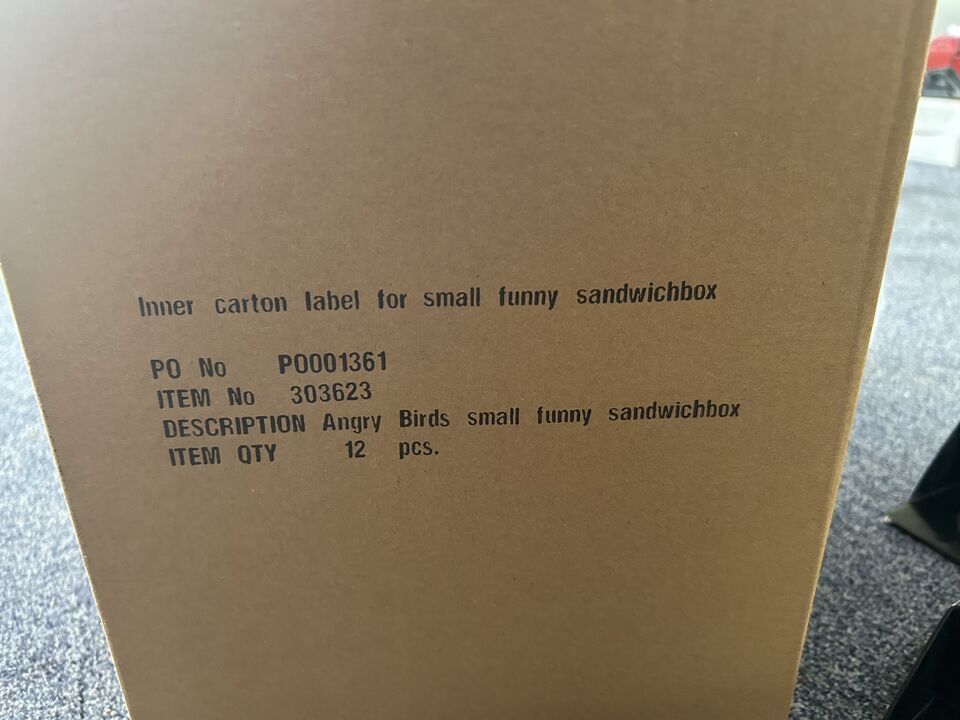 Inner carton label for small funny sandwichbox
PO No PO001361
ITEM No 303623
DESCRIPTION Angry Birds small funny sandwichbox
ITEM QTY 12 pcs.